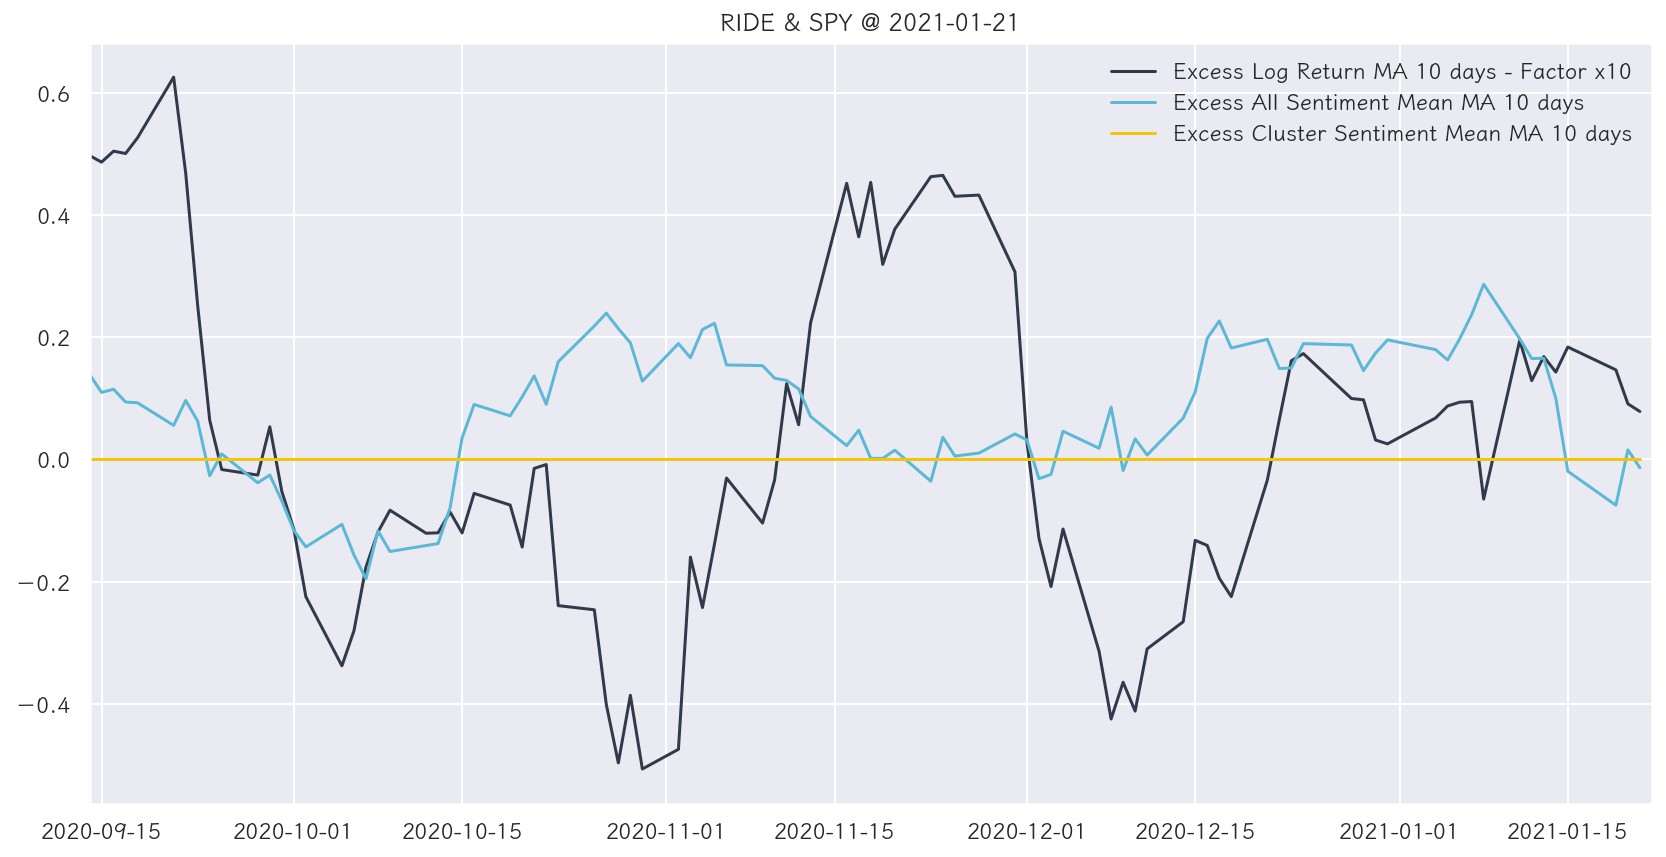 RIDE & SPY @ 2021-01-21
Excess Log Return MA 10 days - Factor x10
Excess All Sentiment Mean MA 10 days
Excess Cluster Sentiment Mean MA 10 days
0.6
0.4
0.2
0.0
−0.2
−0.4
2020-09-15 2020-10-01 2020-10-15 2020-11-01 2020-11-15 2020-12-01 2020-12-15 2021-01-01 2021-01-15